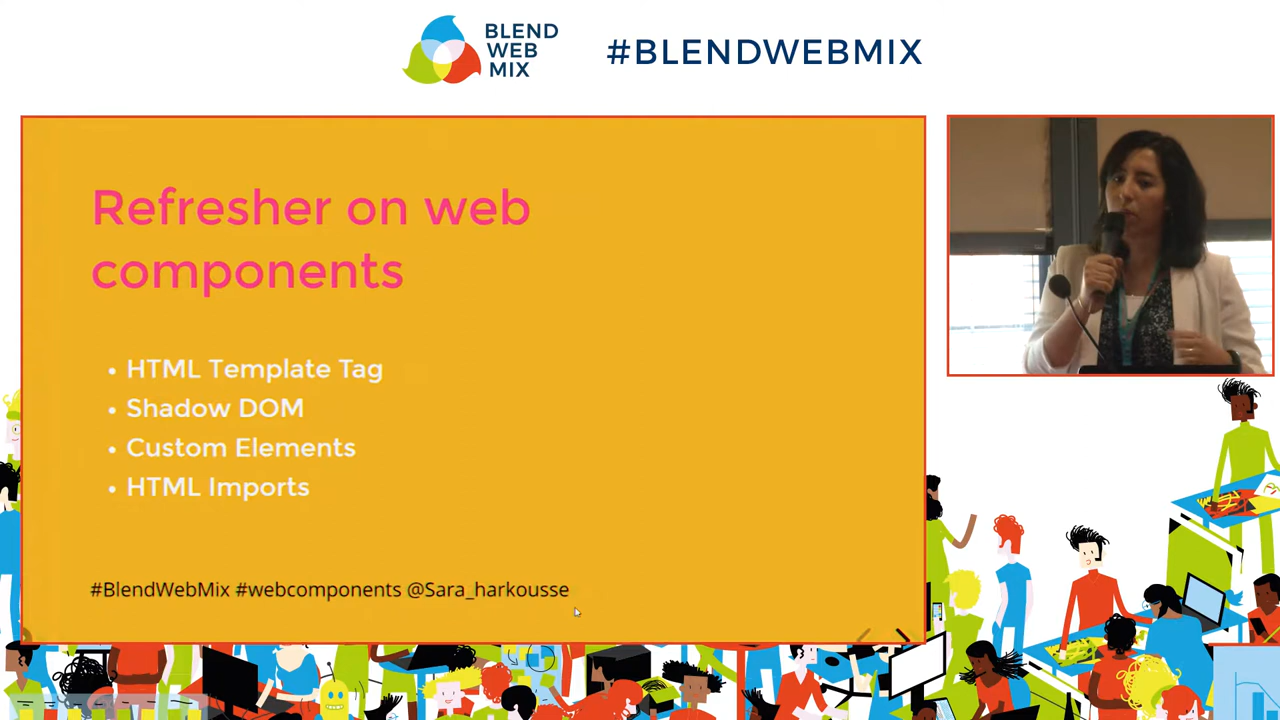 BLEND
WEB
MIX
#BLENDWEBMIX
Refresher on web
components
• HTML Template Tag
• Shadow DOM
• Custom Elements
• HTML Imports
#BlendWebMix #webcomponents @Sara_harkousse